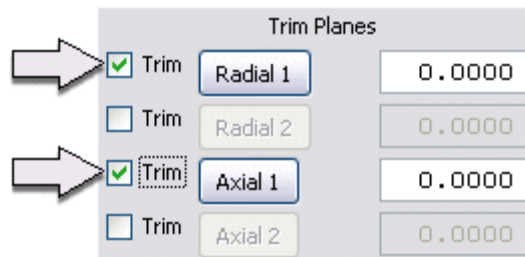 Trim Planes
Trim Radial 1 0.0000
Trim Radial 2 0.0000
Trim Axial 1 0.0000
Trim Axial 2 0.0000